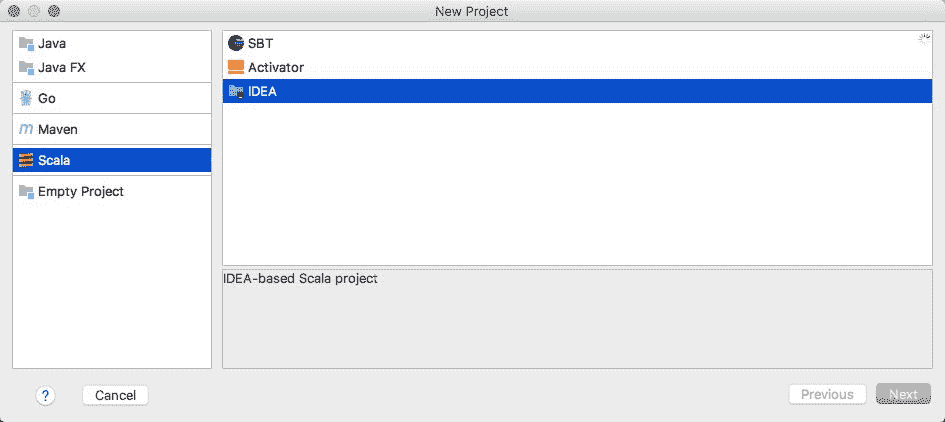 New Project
Java
Java FX
Go
Maven
Scala
Empty Project
SBT
Activator
IDEA
IDEA-based Scala project
?
Cancel
Previous
Next